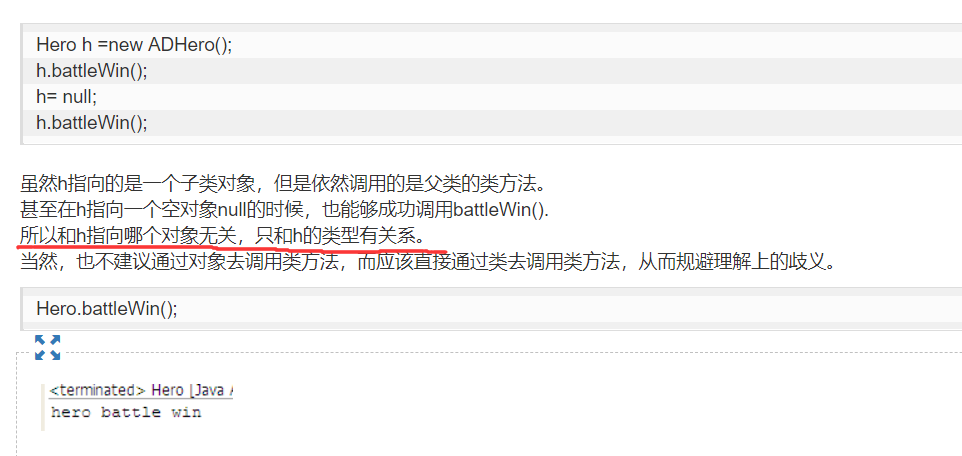 Hero h =new ADHero();
h.battleWin();
h= null;
h.battleWin();
虽然h指向的是一个子类对象，但是依然调用的是父类的类方法。
甚至在h指向一个空对象null的时候，也能够成功调用battleWin().
所以和h指向哪个对象无关，只和h的类型有关系。
当然，也不建议通过对象去调用类方法，而应该直接通过类去调用类方法，从而规避理解上的歧义。
Hero.battleWin();
<terminated> Hero [Java
hero battle win